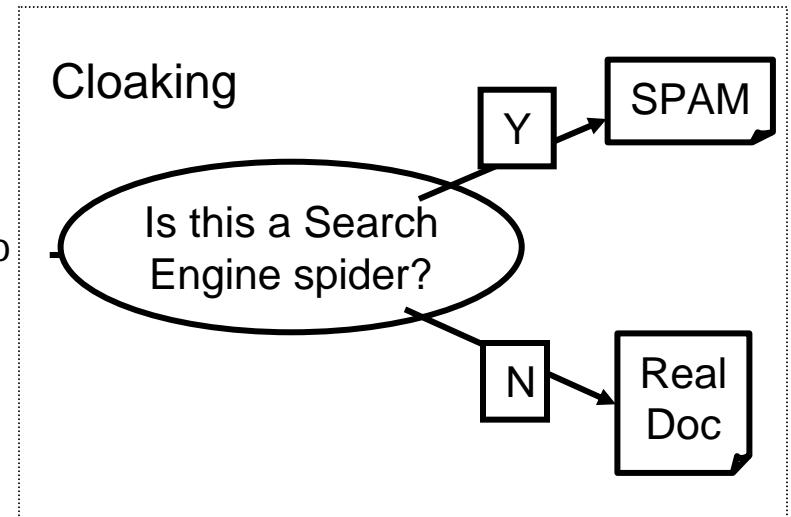 Cloaking
SPAM
Y
Is this a Search
Engine spider?
N
Real
Doc